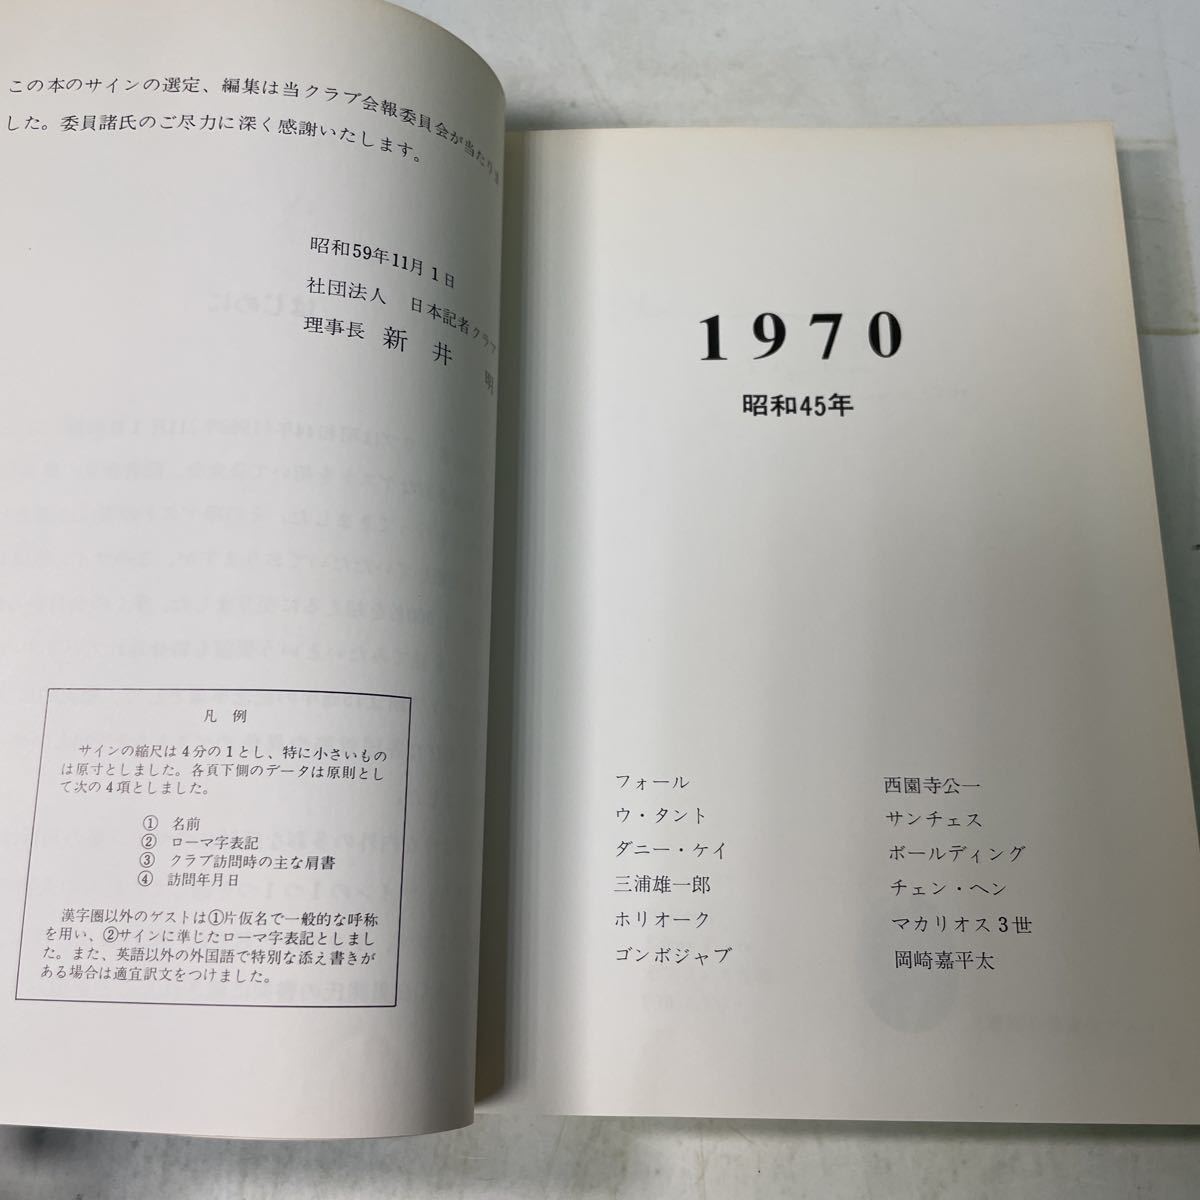 この本のサインの選定、編集は当クラブ会報委員会が当たりま
した。委員諸氏のご尽力に深く感謝いたします。
昭和59年11月1日
社団法人 日本記者クラブ
理事長 新井 明
凡例
サインの縮尺は4分の1とし、特に小さいもの
は原寸としました。各頁下側のデータは原則とし
て次の4項としました。
① 名前
② ローマ字表記
③ クラブ訪問時の主な肩書
④ 訪問年月日
漢字圏以外のゲストは①片仮名で一般的な呼称
を用い、②サインに準じたローマ字表記としまし
た。また、英語以外の外国語で特別な添え書きが
ある場合は適宜訳文をつけました。
1970
昭和45年
フォール
ウ・タント
ダニー・ケイ
三浦雄一郎
ホリオーク
ゴンボジャブ
西園寺公一
サンチェス
ボールディング
チェン・ヘン
マカリオス3世
岡崎嘉平太